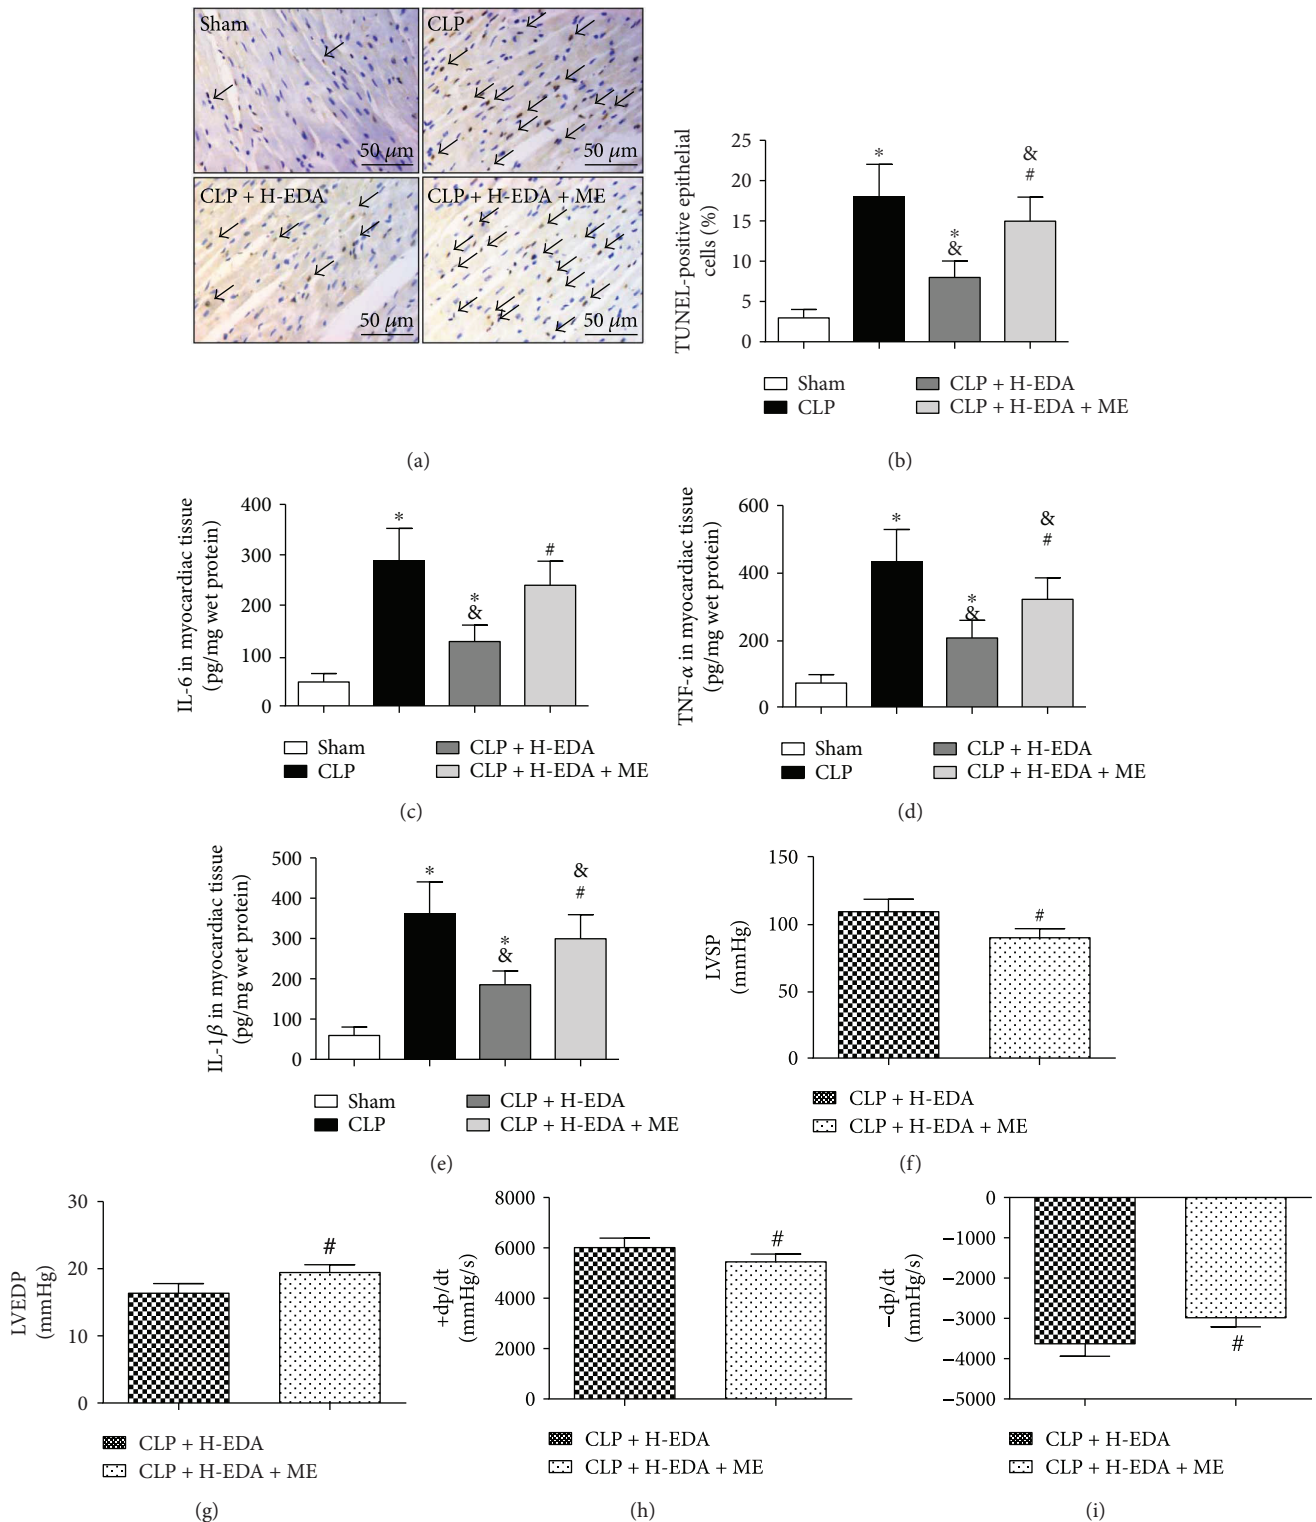 Sham
CLP
50 μm
50 μm
CLP + H-EDA
CLP + H-EDA + ME
50 μm
50 μm
(a)
TUNEL-positive epithelial
cells (%)
25
20
15
10
5
0
*
*
&
&
#
Sham
CLP + H-EDA
CLP
CLP + H-EDA + ME
(b)
IL-6 in myocardiac tissue
(pg/mg wet protein)
400
300
200
100
0
*
*
&
#
Sham
CLP + H-EDA
CLP
CLP + H-EDA + ME
(c)
TNF-α in myocardiac tissue
(pg/mg wet protein)
600
400
200
0
*
*
&
&
#
Sham
CLP + H-EDA
CLP
CLP + H-EDA + ME
(d)
IL-1β in myocardiac tissue
(pg/mg wet protein)
500
400
300
200
100
0
*
*
&
&
#
Sham
CLP + H-EDA
CLP
CLP + H-EDA + ME
(e)
LVSP
(mmHg)
150
100
50
0
#
CLP + H-EDA
CLP + H-EDA + ME
(f)
LVEDP
(mmHg)
30
20
10
0
#
CLP + H-EDA
CLP + H-EDA + ME
(g)
+dp/dt
(mmHg/s)
8000
6000
4000
2000
0
#
CLP + H-EDA
CLP + H-EDA + ME
(h)
−dp/dt
(mmHg/s)
0
−1000
−2000
−3000
−4000
−5000
#
CLP + H-EDA
CLP + H-EDA + ME
(i)